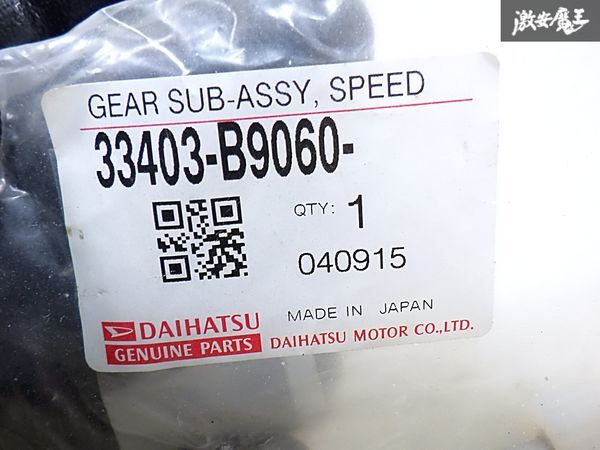 激安魔王
GEAR SUB-ASSY, SPEED
33403-B9060-
QTY: 1
040915
MADE IN JAPAN
DAIHATSU
GENUINE PARTS
DAIHATSU MOTOR CO.,LTD.